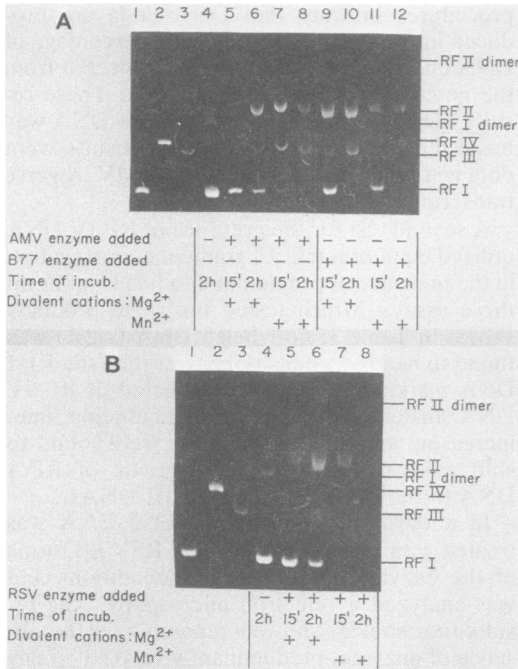 A
1 2 3 4 5 6 7 8 9 10 11 12
RF II dimer
RF II
RF I dimer
RF IV
RF III
RF I
AMV enzyme added − + + + + − − − −
B77 enzyme added − − − − − + + + +
Time of incub. 2h 15' 2h 15' 2h 15' 2h 15' 2h
Divalent cations: Mg2+ + + + +
Mn2+ + + + +
B
1 2 3 4 5 6 7 8
RF II dimer
RF II
RF I dimer
RF IV
RF III
RF I
RSV enzyme added − + + + +
Time of incub. 2h 15' 2h 15' 2h
Divalent cations: Mg2+ + +
Mn2+ + +